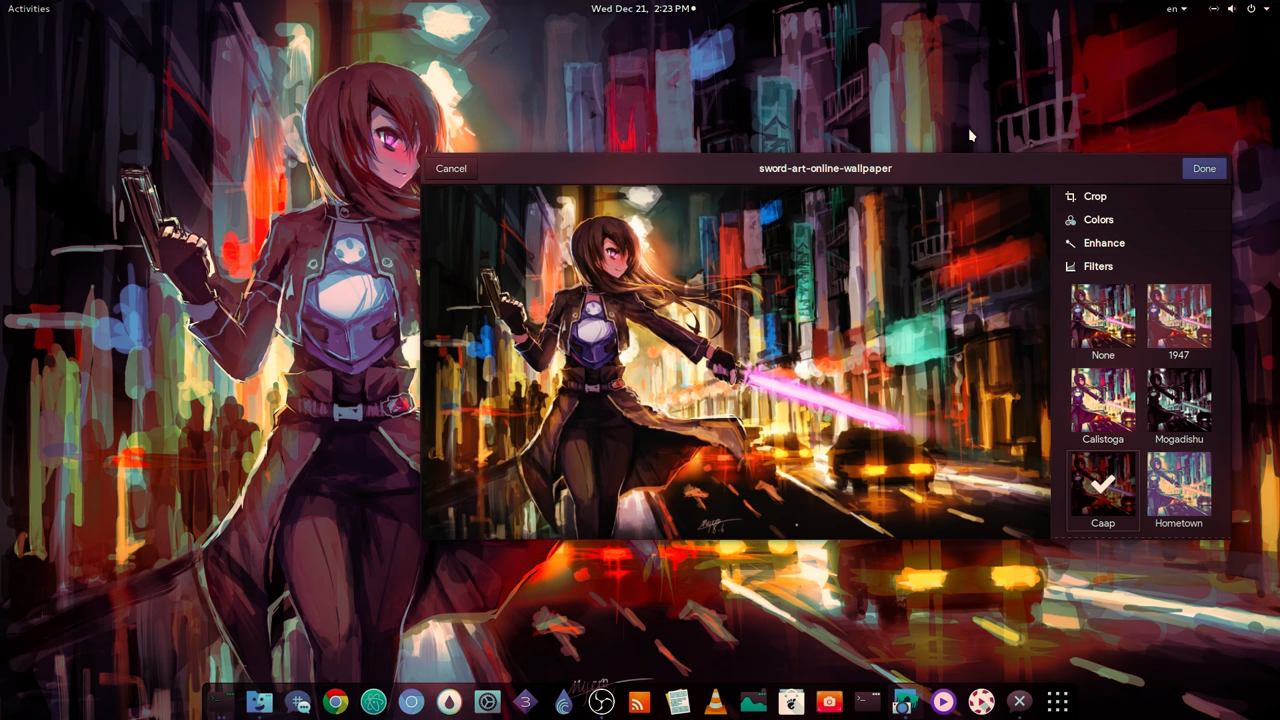 Activities
Wed Dec 21, 2:23 PM
en
Cancel
sword-art-online-wallpaper
Done
Crop
Colors
Enhance
Filters
None
1947
Calistoga
Mogadishu
Caap
Hometown